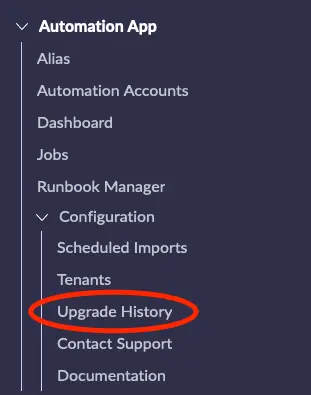 Automation App
Alias
Automation Accounts
Dashboard
Jobs
Runbook Manager
Configuration
Scheduled Imports
Tenants
Upgrade History
Contact Support
Documentation